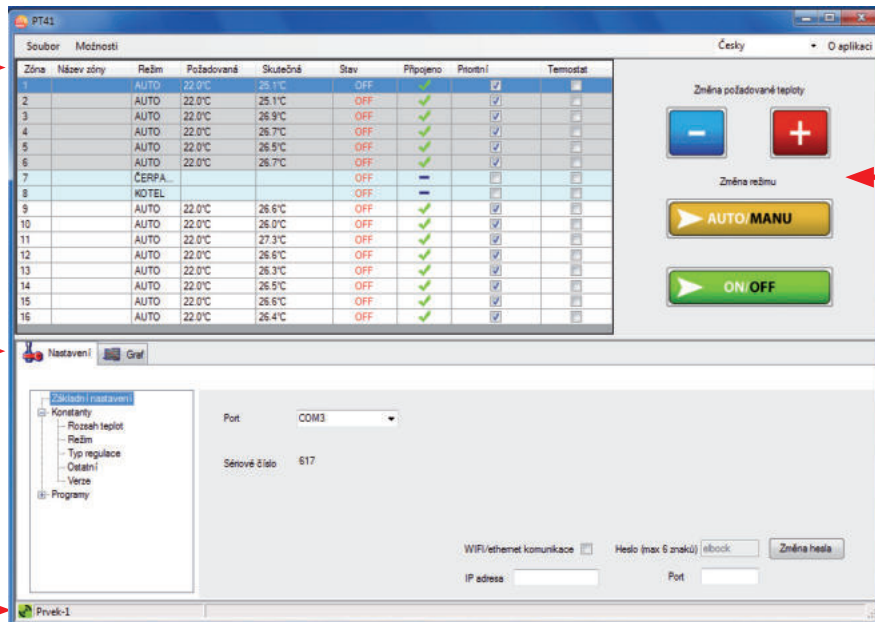 PT41
Soubor Možnosti Česky O aplikaci
Zóna Název zóny Režim Požadovaná Skutečná Stav Připojeno Prioritní Termostat
1 AUTO 22.0°C 25.1°C OFF
2 AUTO 22.0°C 25.1°C OFF
3 AUTO 22.0°C 26.9°C OFF
4 AUTO 22.0°C 26.7°C OFF
5 AUTO 22.0°C 26.5°C OFF
6 AUTO 22.0°C 26.7°C OFF
7 ČERPA... OFF
8 KOTEL OFF
9 AUTO 22.0°C 26.6°C OFF
10 AUTO 22.0°C 26.0°C OFF
11 AUTO 22.0°C 27.3°C OFF
12 AUTO 22.0°C 26.6°C OFF
13 AUTO 22.0°C 26.3°C OFF
14 AUTO 22.0°C 26.5°C OFF
15 AUTO 22.0°C 26.6°C OFF
16 AUTO 22.0°C 26.4°C OFF
Změna požadované teploty
Změna režimu
AUTO/MANU
ON/OFF
Nastavení Graf
Základní nastavení
Konstanty
Rozsah teplot
Režim
Typ regulace
Ostatní
Verze
Programy
Port COM3
Sériové číslo 617
WIFI/ethernet komunikace Heslo (max 6 znaků) elbock Změna hesla
IP adresa Port
Prvek-1